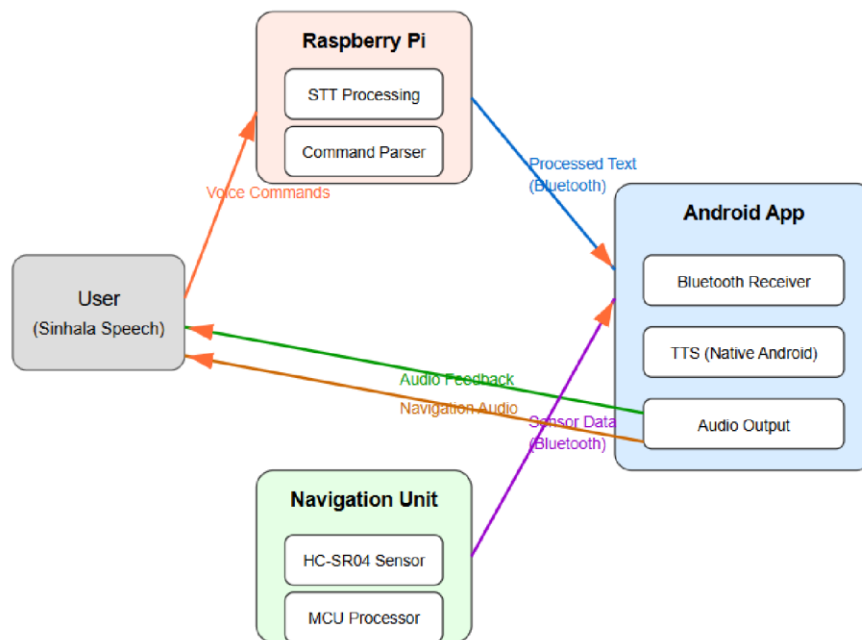 Raspberry Pi
STT Processing
Command Parser
Voice Commands
Processed Text
(Bluetooth)
Android App
Bluetooth Receiver
TTS (Native Android)
Audio Output
User
(Sinhala Speech)
Audio Feedback
Navigation Audio
Sensor Data
(Bluetooth)
Navigation Unit
HC-SR04 Sensor
MCU Processor